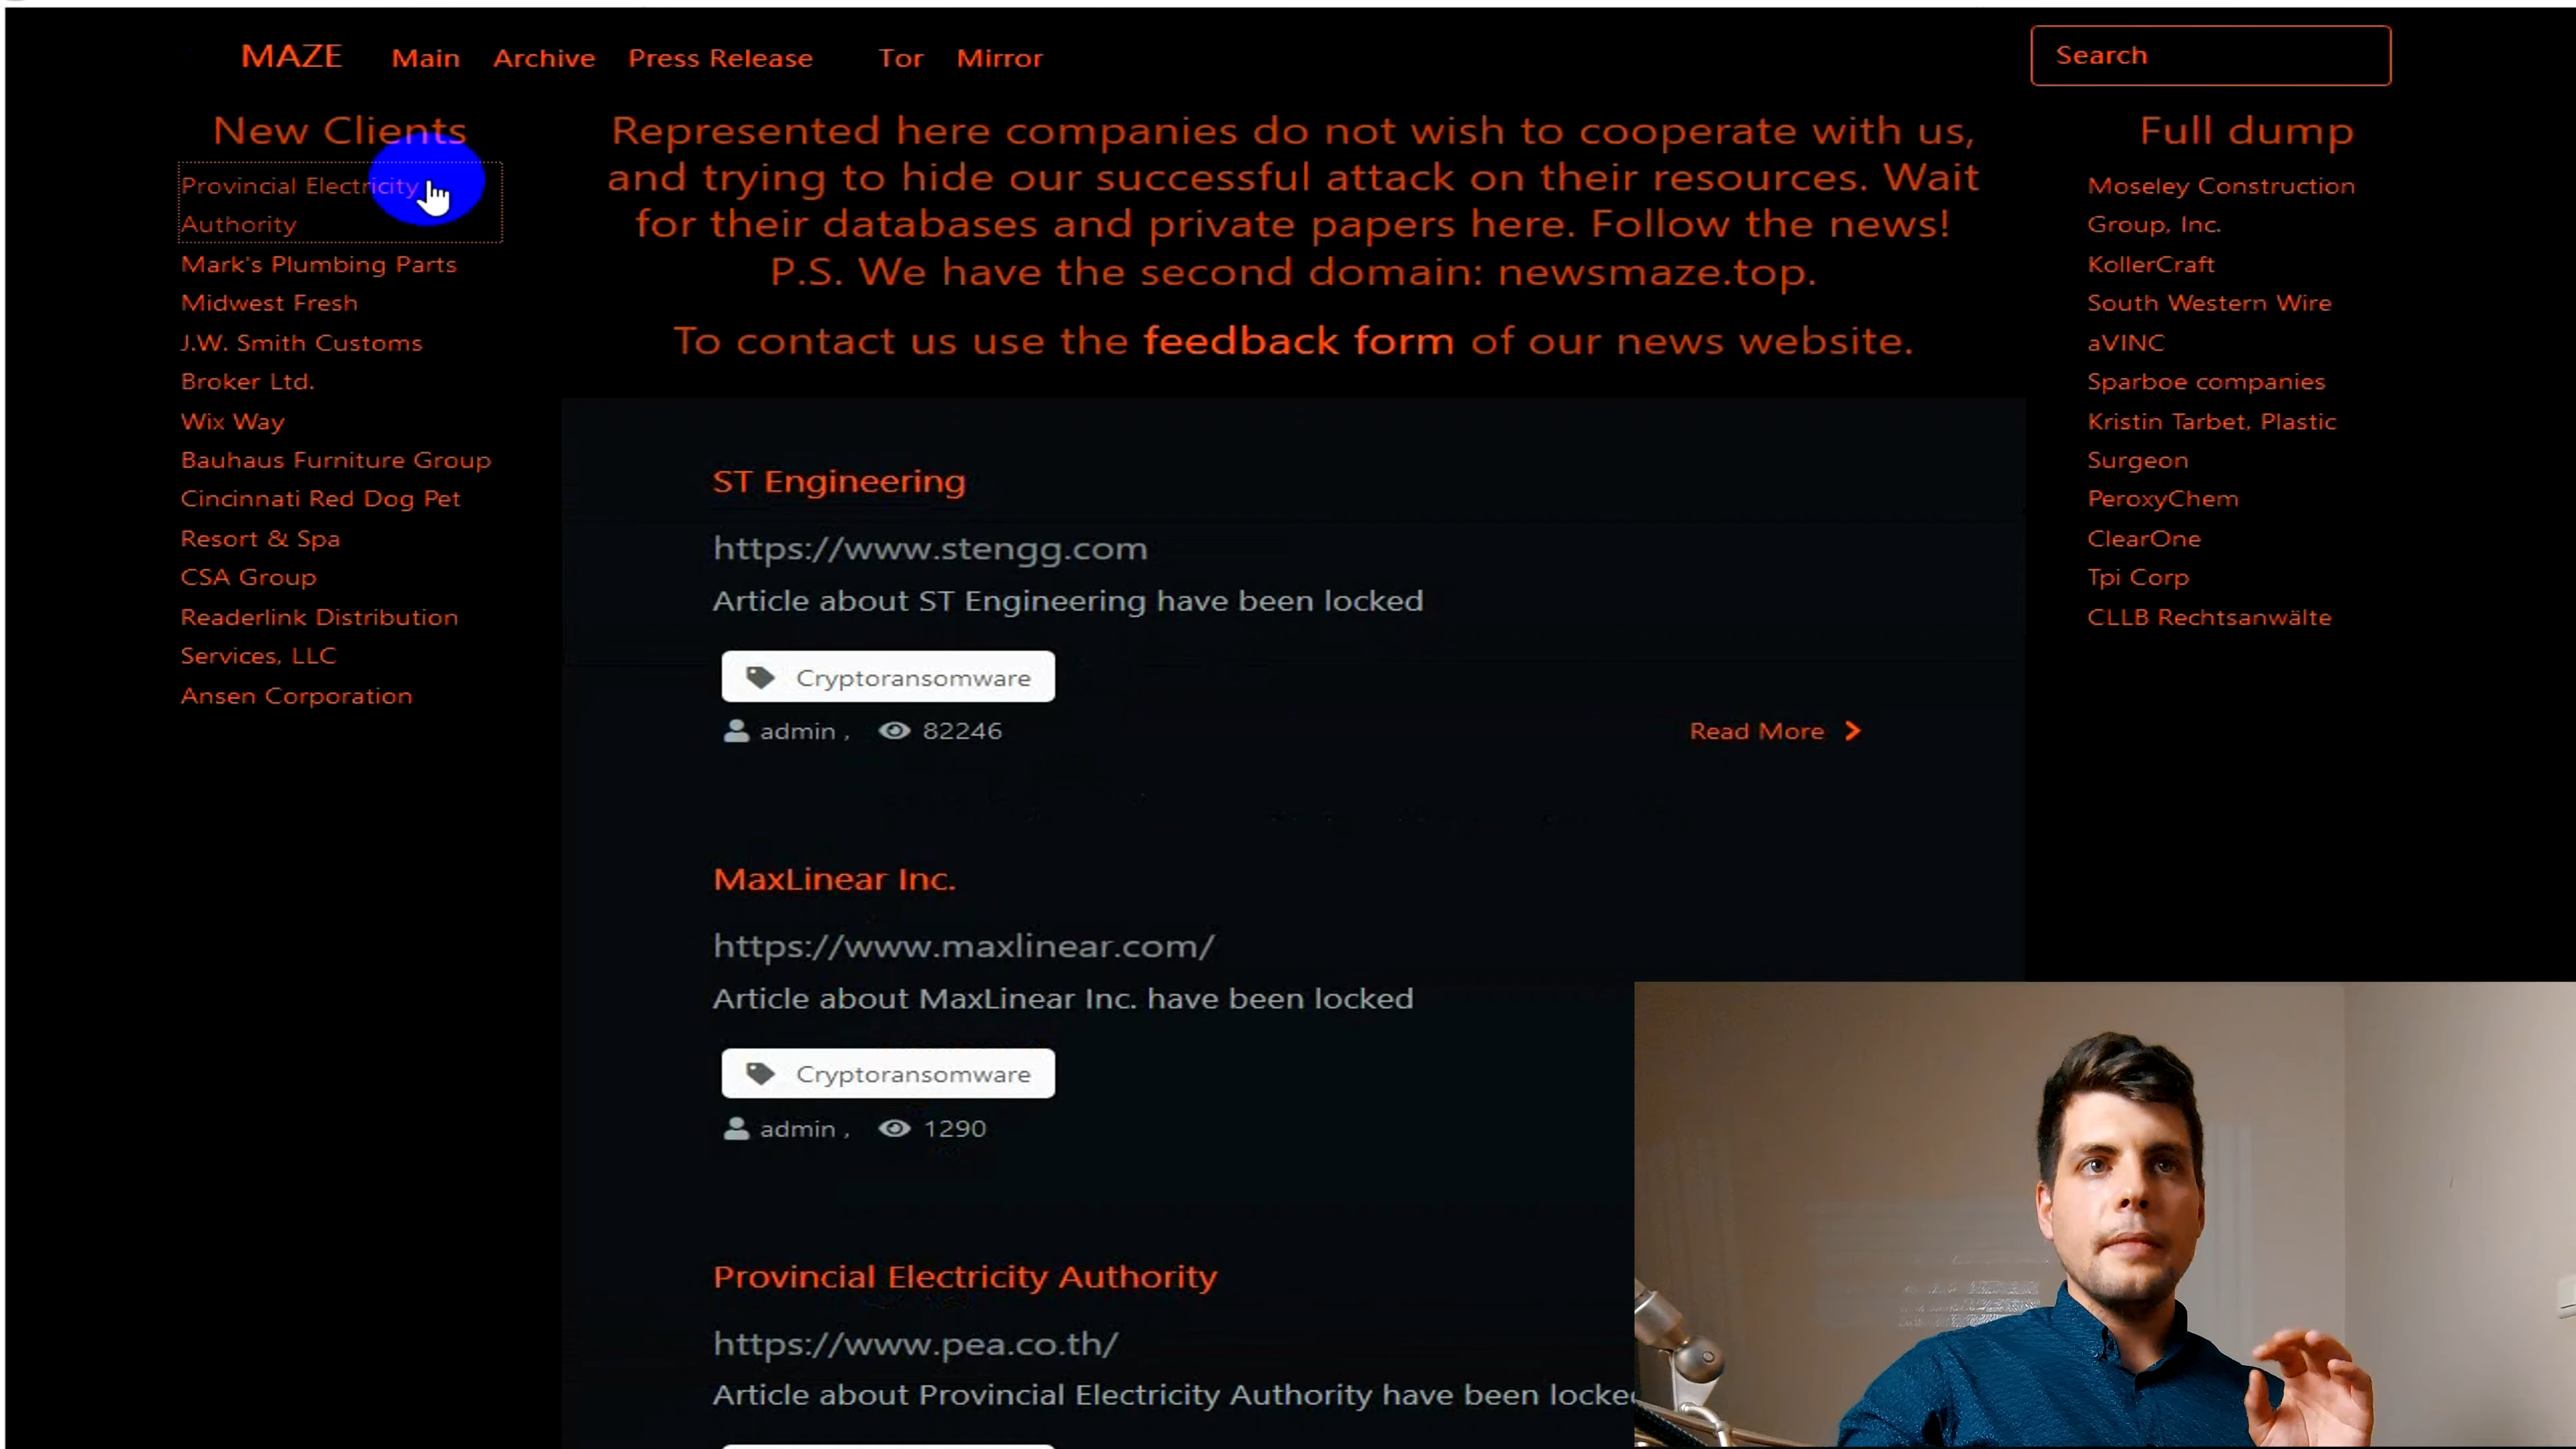 MAZE Main Archive Press Release Tor Mirror
Search
New Clients
Provincial Electricity
Authority
Mark's Plumbing Parts
Midwest Fresh
J.W. Smith Customs
Broker Ltd.
Wix Way
Bauhaus Furniture Group
Cincinnati Red Dog Pet
Resort & Spa
CSA Group
Readerlink Distribution
Services, LLC
Ansen Corporation
Represented here companies do not wish to cooperate with us,
and trying to hide our successful attack on their resources. Wait
for their databases and private papers here. Follow the news!
P.S. We have the second domain: newsmaze.top.
To contact us use the feedback form of our news website.
ST Engineering
https://www.stengg.com
Article about ST Engineering have been locked
Cryptoransomware
admin , 82246
Read More
MaxLinear Inc.
https://www.maxlinear.com/
Article about MaxLinear Inc. have been locked
Cryptoransomware
admin , 1290
Provincial Electricity Authority
https://www.pea.co.th/
Article about Provincial Electricity Authority have been locked
Full dump
Moseley Construction
Group, Inc.
KollerCraft
South Western Wire
aVINC
Sparboe companies
Kristin Tarbet, Plastic
Surgeon
PeroxyChem
ClearOne
Tpi Corp
CLLB Rechtsanwälte